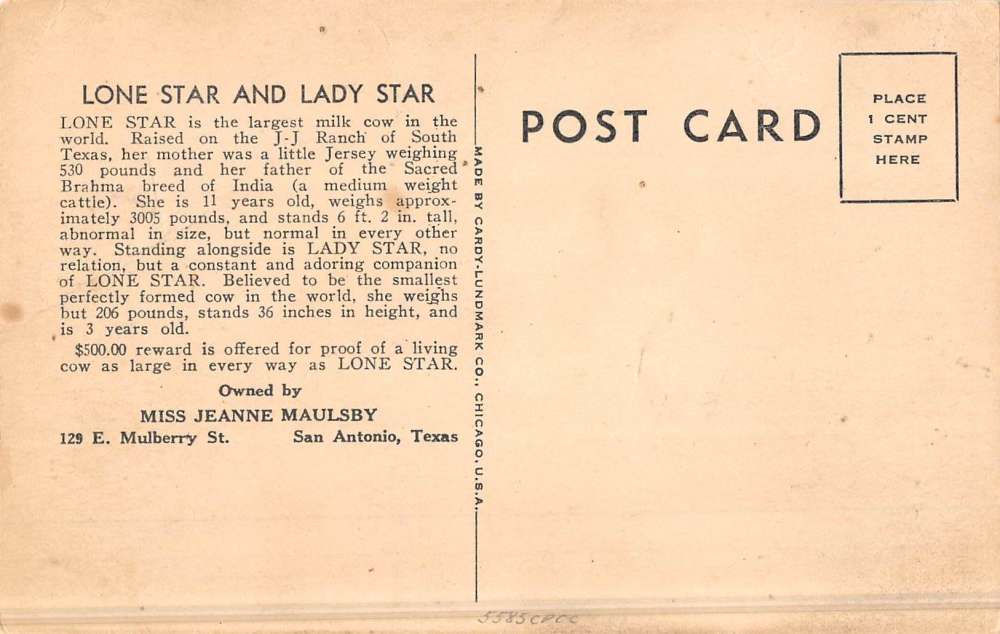 LONE STAR AND LADY STAR
LONE STAR is the largest milk cow in the
world. Raised on the J-J Ranch of South
Texas, her mother was a little Jersey weighing
530 pounds and her father of the Sacred
Brahma breed of India (a medium weight
cattle). She is 11 years old, weighs approx-
imately 3005 pounds, and stands 6 ft. 2 in. tall,
abnormal in size, but normal in every other
way. Standing alongside is LADY STAR, no
relation, but a constant and adoring companion
of LONE STAR. Believed to be the smallest
perfectly formed cow in the world, she weighs
but 206 pounds, stands 36 inches in height, and
is 3 years old.
$500.00 reward is offered for proof of a living
cow as large in every way as LONE STAR.
Owned by
MISS JEANNE MAULSBY
129 E. Mulberry St. San Antonio, Texas
MADE BY CARDY-LUNDMARK CO., CHICAGO, U.S.A.
POST CARD
PLACE
1 CENT
STAMP
HERE
5585CPCC